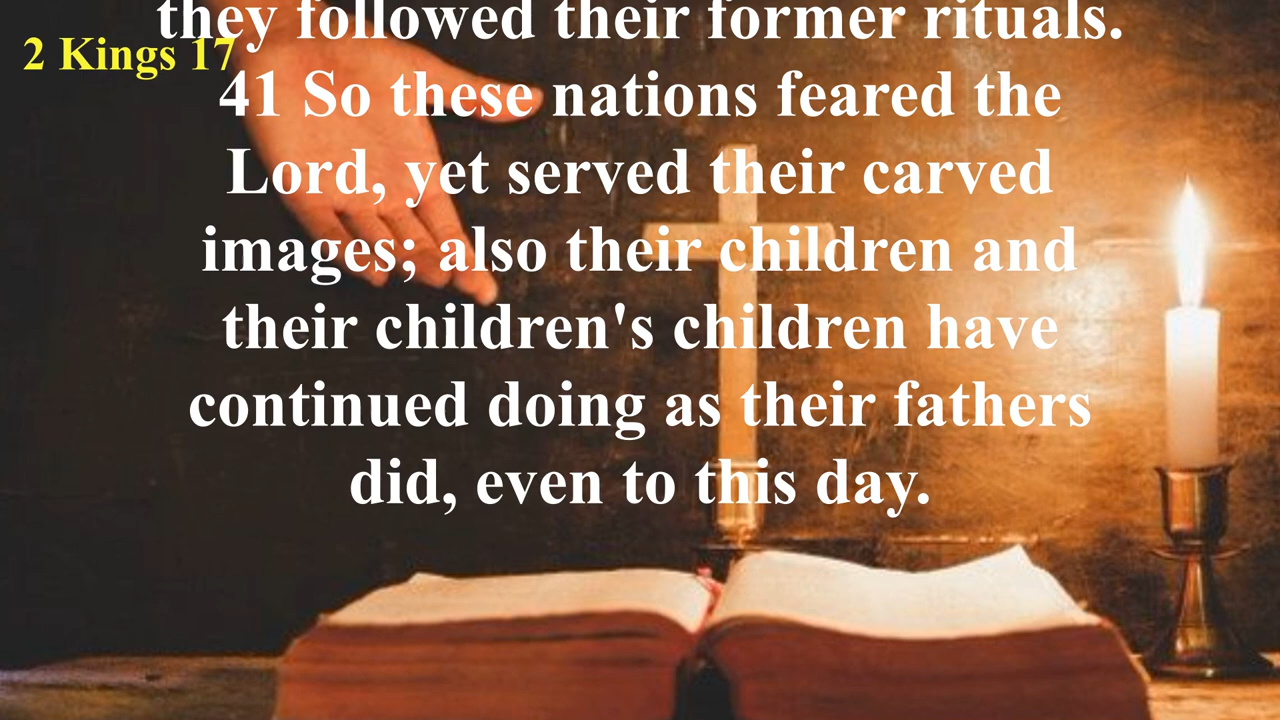 they followed their former rituals.
2 Kings 17
41 So these nations feared the
Lord, yet served their carved
images; also their children and
their children's children have
continued doing as their fathers
did, even to this day.